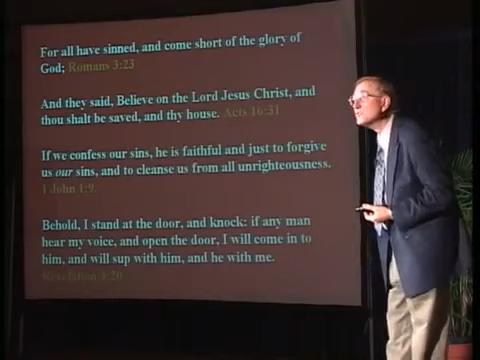 For all have sinned, and come short of the glory of
God; Romans 3:23
And they said, Believe on the Lord Jesus Christ, and
thou shalt be saved, and thy house. Acts 16:31
If we confess our sins, he is faithful and just to forgive
us our sins, and to cleanse us from all unrighteousness.
1 John 1:9.
Behold, I stand at the door, and knock: if any man
hear my voice, and open the door, I will come in to
him, and will sup with him, and he with me.
Revelation 3:20